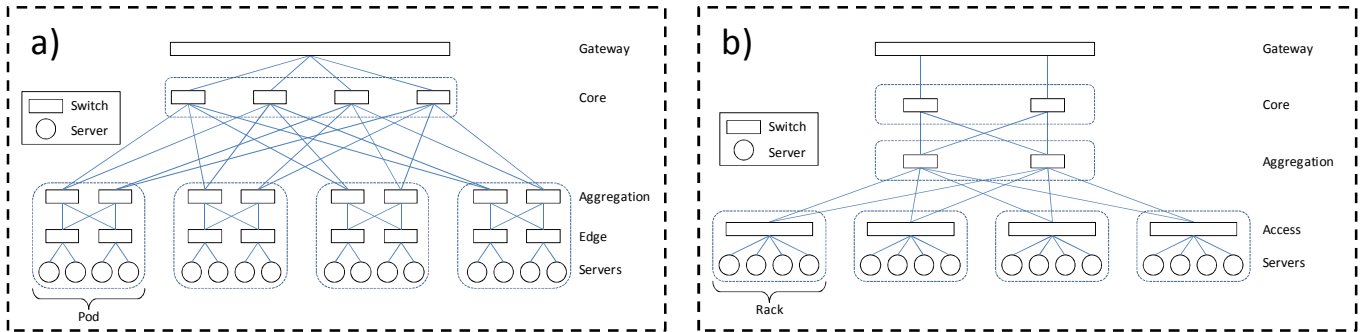 a)
Gateway
Core
Switch
Server
Aggregation
Edge
Servers
Pod
b)
Gateway
Core
Switch
Server
Aggregation
Access
Servers
Rack